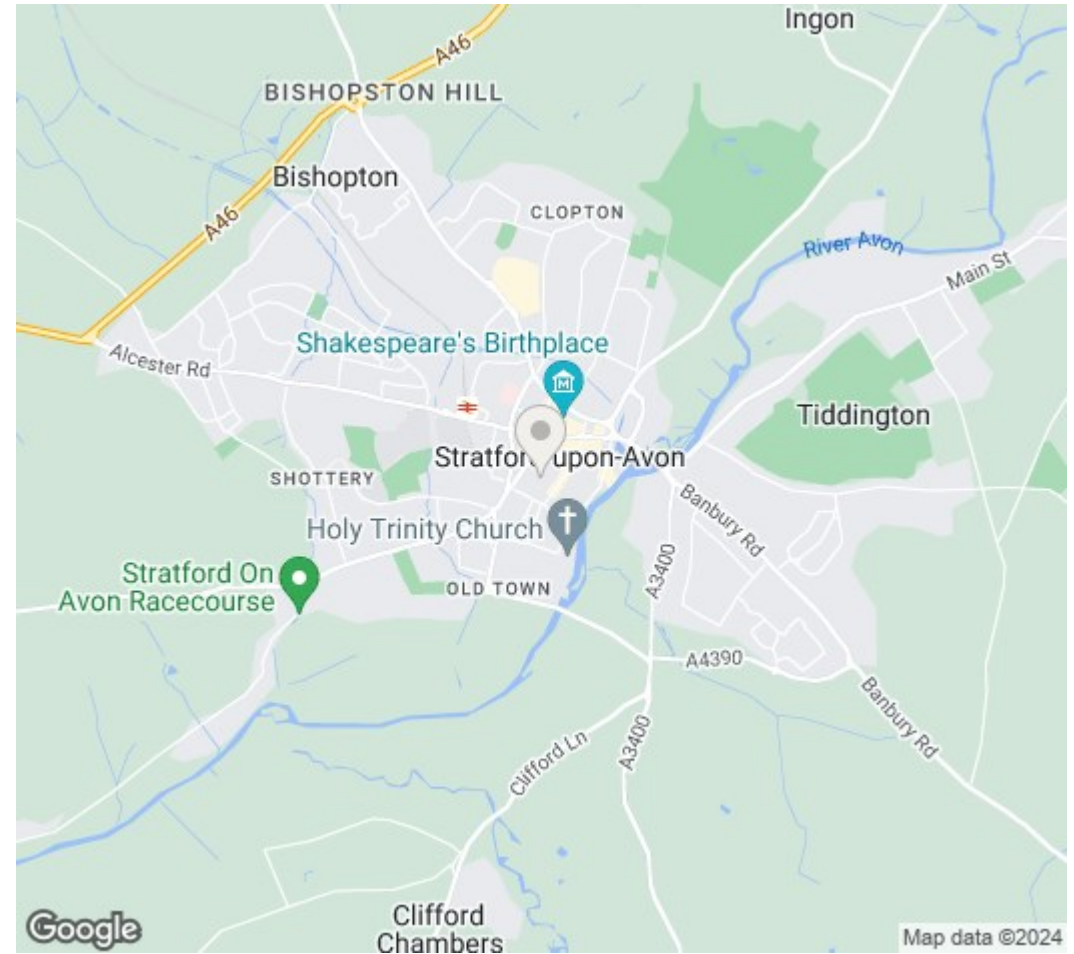 Ingon
A46
BISHOPSTON HILL
Bishopton
CLOPTON
A46
River Avon
Main St
Shakespeare's Birthplace
Alcester Rd
Tiddington
Stratford-upon-Avon
SHOTTERY
Banbury Rd
Holy Trinity Church
Stratford On
Avon Racecourse
OLD TOWN
A3400
A4390
Banbury Rd
A3400
Clifford Ln
Clifford
Chambers
Google
Map data ©2024